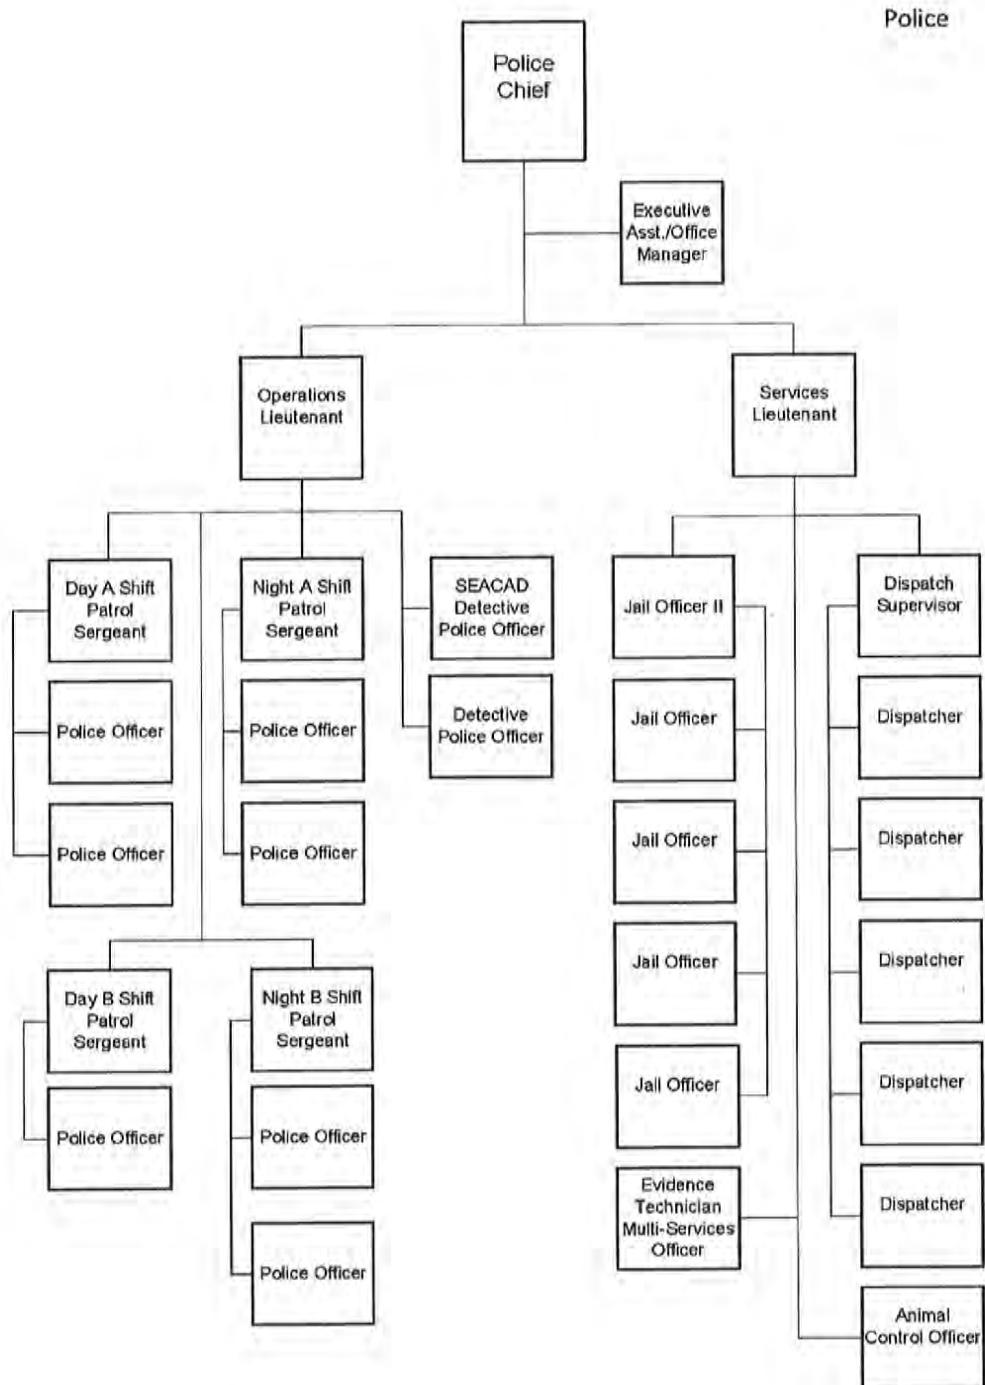 Police
Police
Chief
Executive
Asst./Office
Manager
Operations
Lieutenant
Services
Lieutenant
Day A Shift
Patrol
Sergeant
Police Officer
Police Officer
Night A Shift
Patrol
Sergeant
Police Officer
Police Officer
SEACAD
Detective
Police Officer
Detective
Police Officer
Day B Shift
Patrol
Sergeant
Police Officer
Night B Shift
Patrol
Sergeant
Police Officer
Police Officer
Jail Officer II
Jail Officer
Jail Officer
Jail Officer
Jail Officer
Evidence
Technician
Multi-Services
Officer
Dispatch
Supervisor
Dispatcher
Dispatcher
Dispatcher
Dispatcher
Dispatcher
Animal
Control Officer